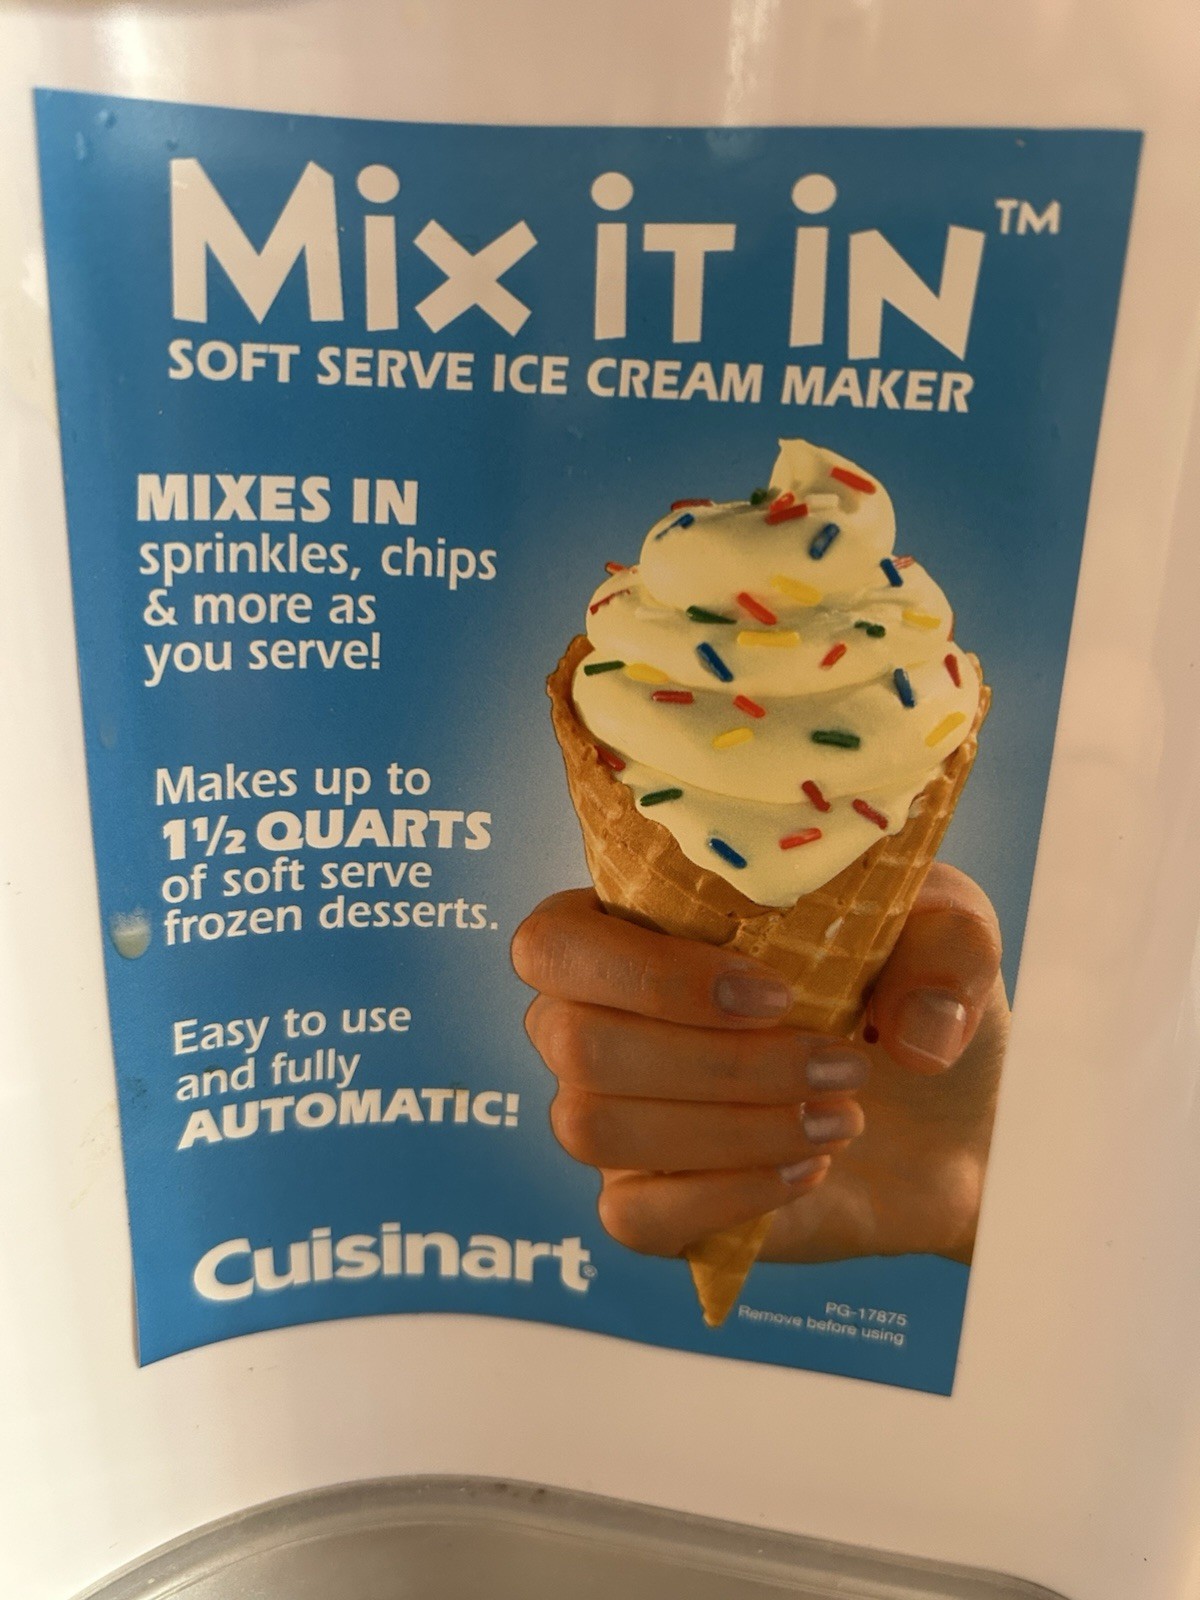 Mix iT iN™
SOFT SERVE ICE CREAM MAKER
MIXES IN
sprinkles, chips
& more as
you serve!
Makes up to
1½ QUARTS
of soft serve
frozen desserts.
Easy to use
and fully
AUTOMATIC!
Cuisinart®
PG-17875
Remove before using